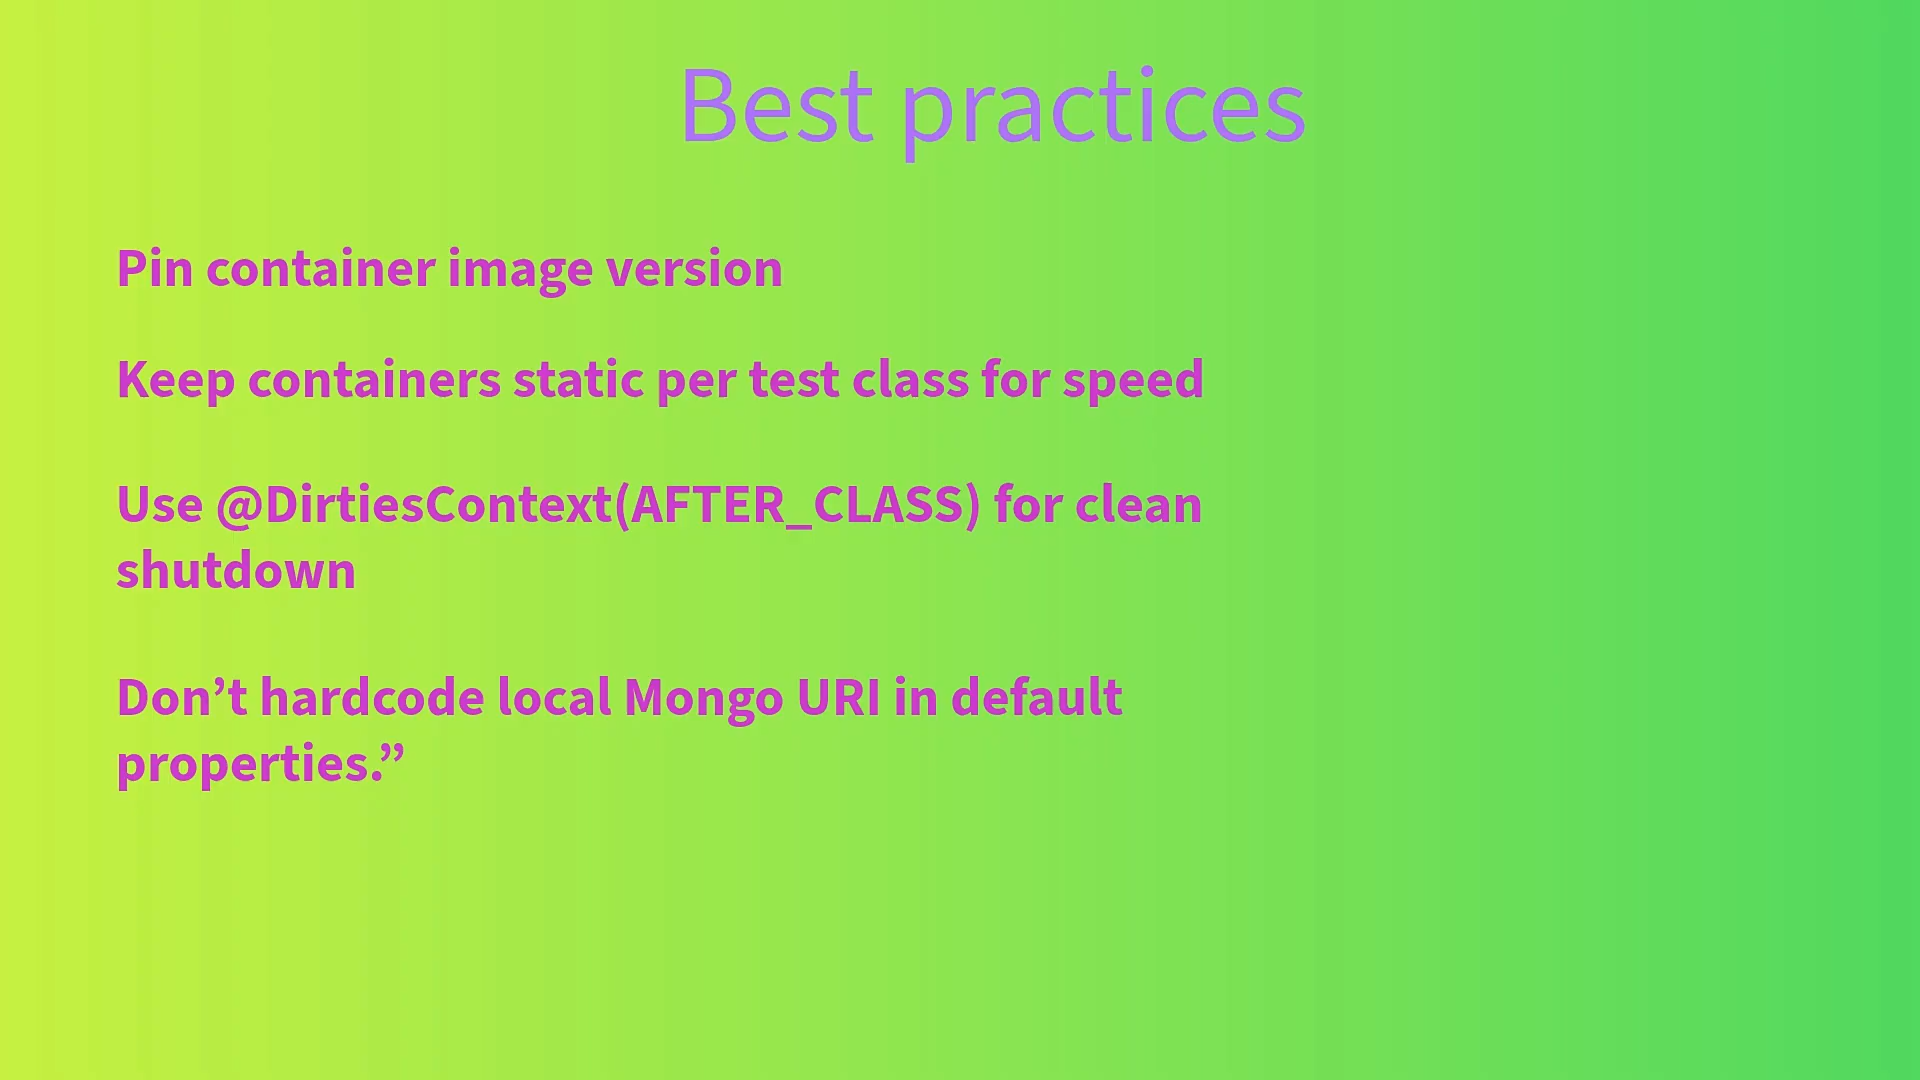 Best practices
Pin container image version
Keep containers static per test class for speed
Use @DirtiesContext(AFTER_CLASS) for clean
shutdown
Don’t hardcode local Mongo URI in default
properties.”